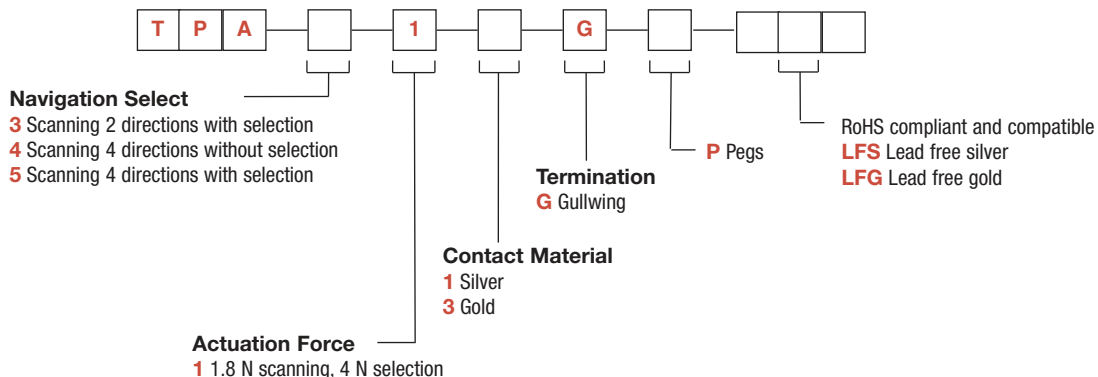 T P A 1 G
Navigation Select
3 Scanning 2 directions with selection
4 Scanning 4 directions without selection
5 Scanning 4 directions with selection
P Pegs
RoHS compliant and compatible
LFS Lead free silver
LFG Lead free gold
Termination
G Gullwing
Contact Material
1 Silver
3 Gold
Actuation Force
1 1.8 N scanning, 4 N selection